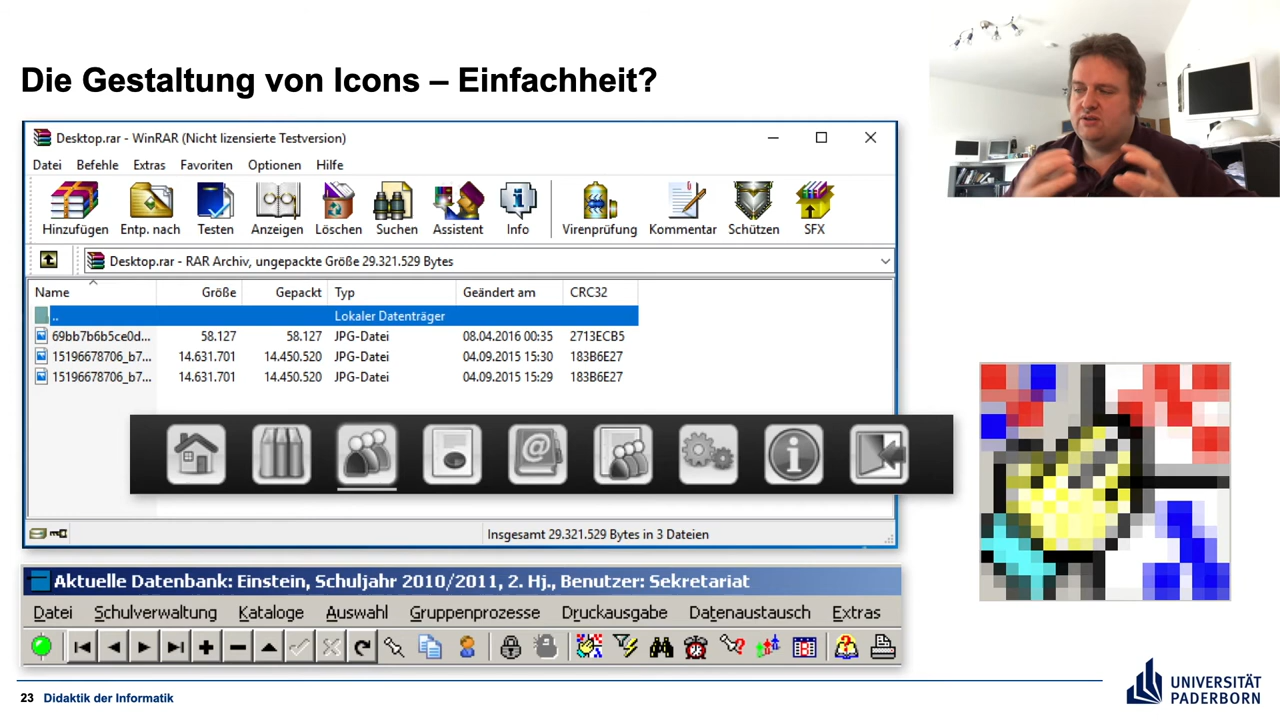 Die Gestaltung von Icons – Einfachheit?
Desktop.rar - WinRAR (Nicht lizensierte Testversion)
Datei Befehle Extras Favoriten Optionen Hilfe
Hinzufügen Entp. nach Testen Anzeigen Löschen Suchen Assistent Info Virenprüfung Kommentar Schützen SFX
Desktop.rar - RAR Archiv, ungepackte Größe 29.321.529 Bytes
Name Größe Gepackt Typ Geändert am CRC32
.. Lokaler Datenträger
69bb7b6b5ce0d... 58.127 58.127 JPG-Datei 08.04.2016 00:35 2713ECB5
15196678706_b7... 14.631.701 14.450.520 JPG-Datei 04.09.2015 15:30 183B6E27
15196678706_b7... 14.631.701 14.450.520 JPG-Datei 04.09.2015 15:29 183B6E27
Insgesamt 29.321.529 Bytes in 3 Dateien
Aktuelle Datenbank: Einstein, Schuljahr 2010/2011, 2. Hj., Benutzer: Sekretariat
Datei Schulverwaltung Kataloge Auswahl Gruppenprozesse Druckausgabe Datenaustausch Extras
23 Didaktik der Informatik
UNIVERSITÄT
PADERBORN